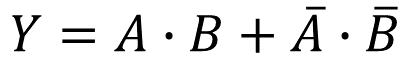 Y = A · B + Ā · B̄